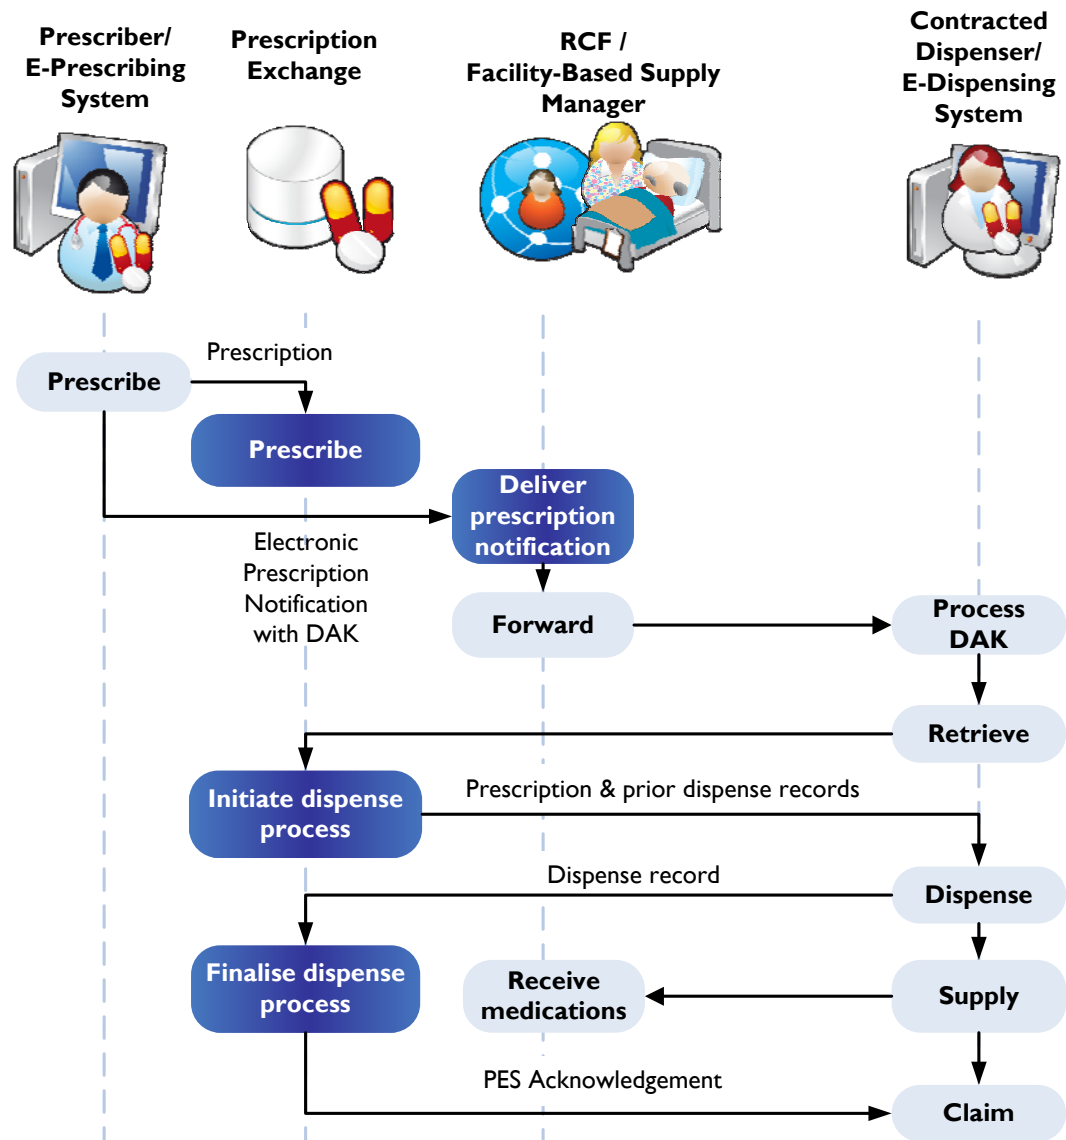 Prescriber/
E-Prescribing
System
Prescription
Exchange
RCF /
Facility-Based Supply
Manager
Contracted
Dispenser/
E-Dispensing
System
Prescribe
Prescription
Prescribe
Deliver
prescription
notification
Electronic
Prescription
Notification
with DAK
Forward
Process
DAK
Retrieve
Initiate dispense
process
Prescription & prior dispense records
Dispense record
Dispense
Finalise dispense
process
Receive
medications
Supply
PES Acknowledgement
Claim